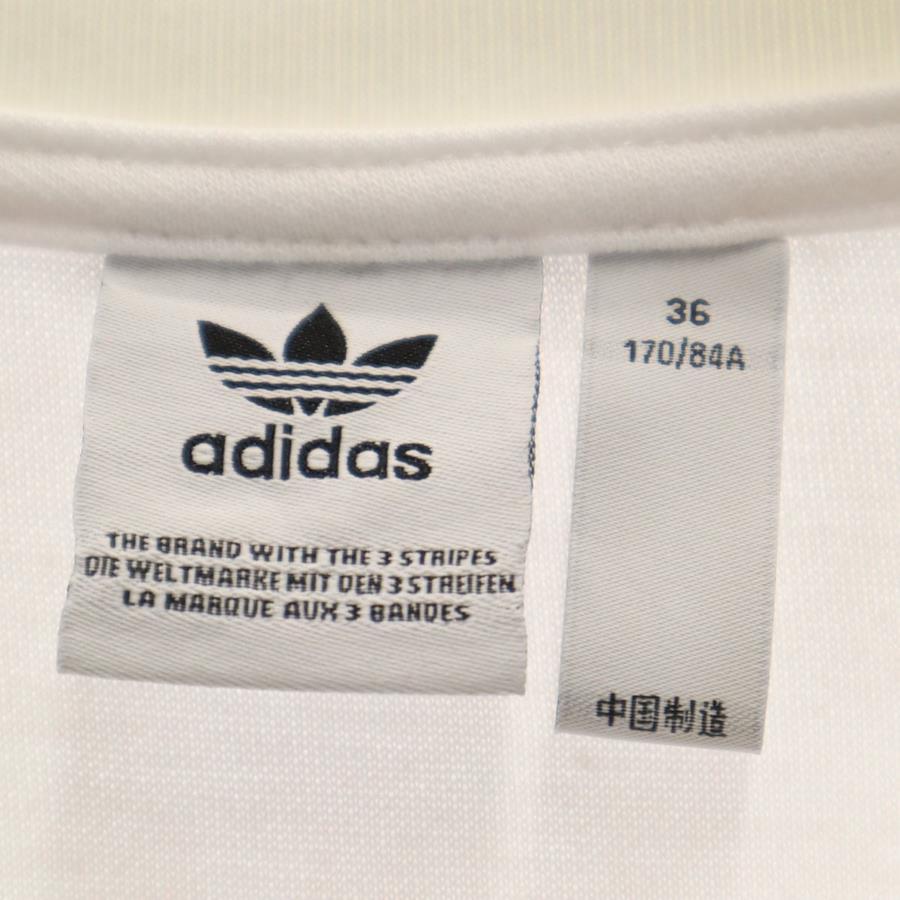 adidas
THE BRAND WITH THE 3 STRIPES
DIE WELTMARKE MIT DEN 3 STREIFEN
LA MARQUE AUX 3 BANDES
36
170/84A
中国制造